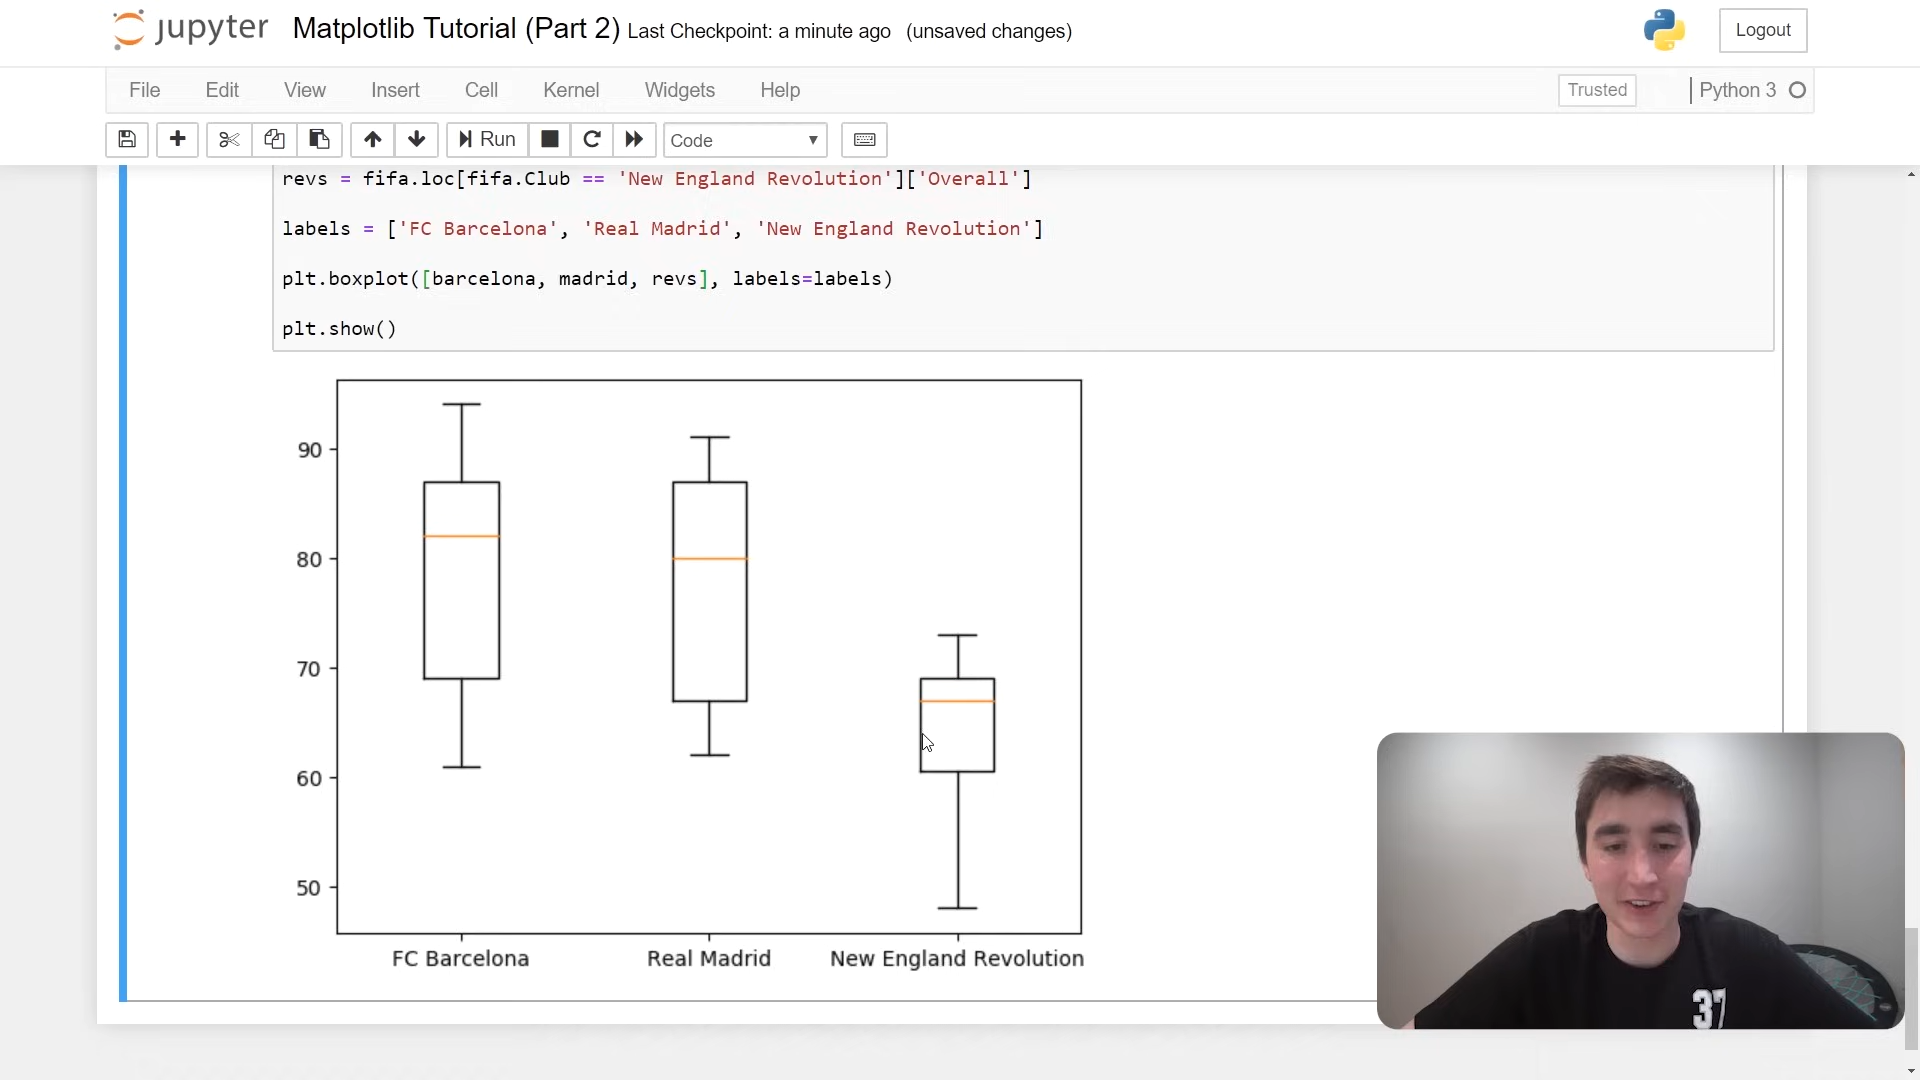 jupyter Matplotlib Tutorial (Part 2) Last Checkpoint: a minute ago (unsaved changes)
Logout
File Edit View Insert Cell Kernel Widgets Help
Trusted
Python 3
Run
Code
revs = fifa.loc[fifa.Club == 'New England Revolution']['Overall']
labels = ['FC Barcelona', 'Real Madrid', 'New England Revolution']
plt.boxplot([barcelona, madrid, revs], labels=labels)
plt.show()
90
80
70
60
50
FC Barcelona Real Madrid New England Revolution
37